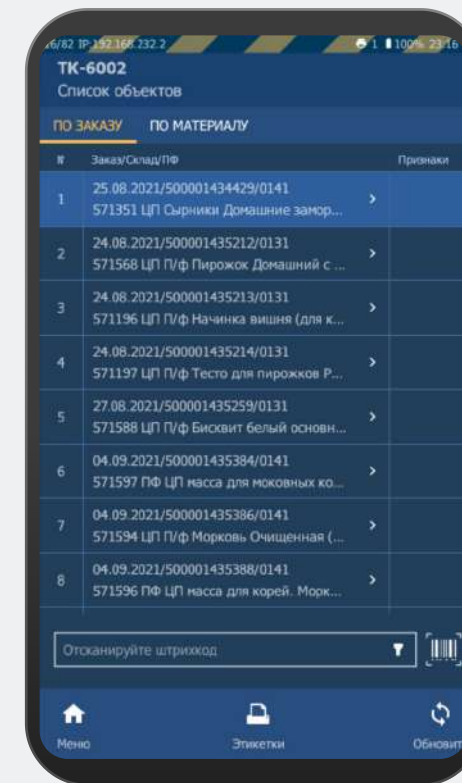 16/82 IP:192.168.232.2 1 100% 23:16
ТК-6002
Список объектов
ПО ЗАКАЗУ ПО МАТЕРИАЛУ
№ Заказ/Склад/ПФ Признаки
1 25.08.2021/500001434429/0141
571351 ЦП Сырники Домашние замор...
2 24.08.2021/500001435212/0131
571568 ЦП П/ф Пирожок Домашний с ...
3 24.08.2021/500001435213/0131
571196 ЦП П/ф Начинка вишня (для к...
4 24.08.2021/500001435214/0131
571197 ЦП П/ф Тесто для пирожков Р...
5 27.08.2021/500001435259/0131
571588 ЦП П/ф Бисквит белый основн...
6 04.09.2021/500001435384/0141
571597 ПФ ЦП масса для моковных ко...
7 04.09.2021/500001435386/0141
571594 ЦП П/ф Морковь Очищенная (...
8 04.09.2021/500001435388/0141
571596 ПФ ЦП масса для корей. Морк...
Отсканируйте штрихкод
Меню Этикетки Обновит